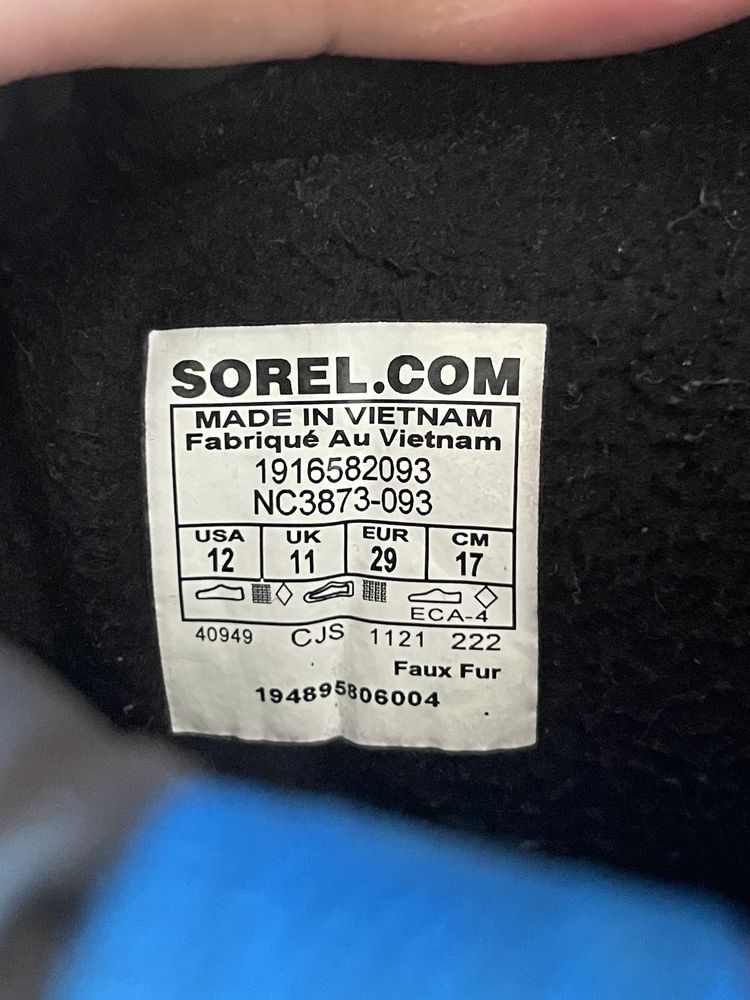 SOREL.COM
MADE IN VIETNAM
Fabriqué Au Vietnam
1916582093
NC3873-093
USA UK EUR CM
12 11 29 17
ECA-4
40949 CJS 1121 222
Faux Fur
194895806004